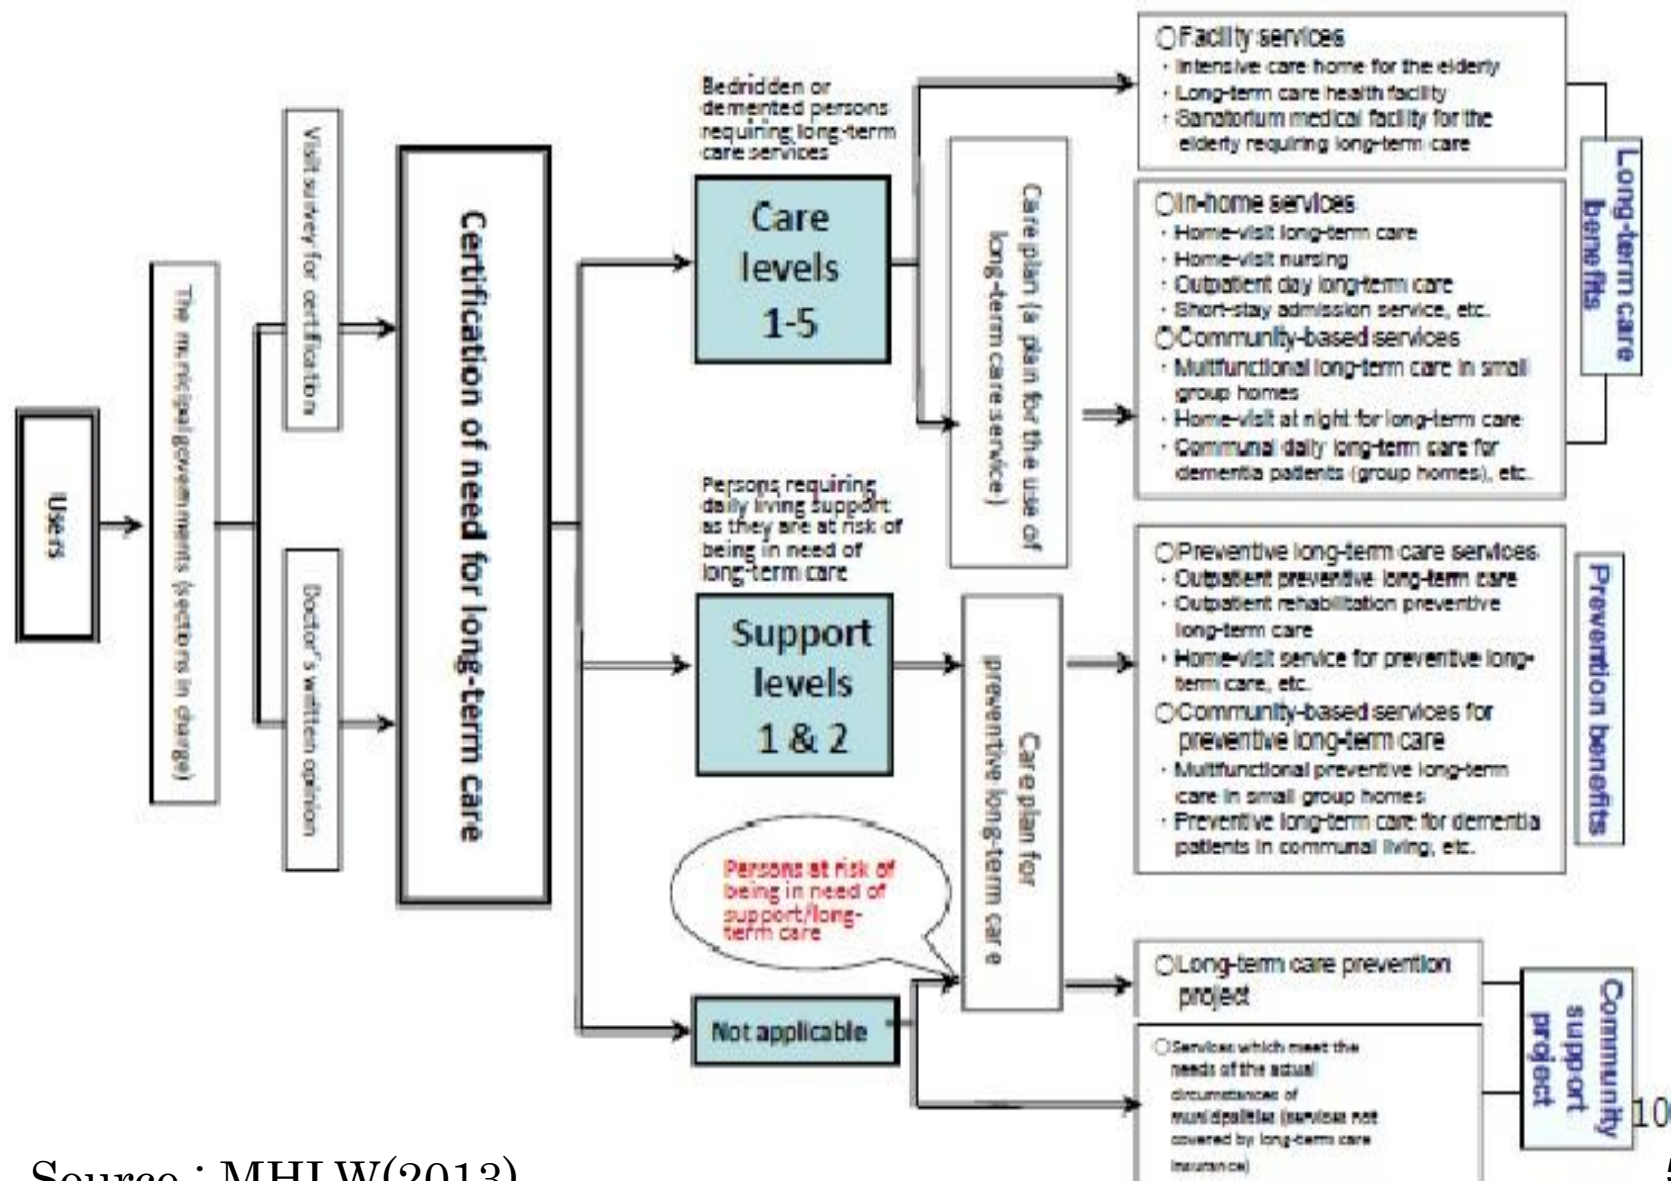 Users
The municipal governments (sections in charge)
Visit survey for certification
Doctor's written opinion
Certification of need for long-term care
Bedridden or
demented persons
requiring long-term
care services
Care
levels
1-5
Persons requiring
daily living support
as they are at risk of
being in need of
long-term care
Support
levels
1 & 2
Persons at risk of
being in need of
support/long-
term care
Not applicable
Care plan (a plan for the use of
long-term care service)
Care plan for
preventive long-term care
○Facility services
・Intensive care home for the elderly
・Long-term care health facility
・Sanatorium medical facility for the
elderly requiring long-term care
○In-home services
・Home-visit long-term care
・Home-visit nursing
・Outpatient day long-term care
・Short-stay admission service, etc.
○Community-based services
・Multifunctional long-term care in small
group homes
・Home-visit at night for long-term care
・Communal daily long-term care for
dementia patients (group homes), etc.
Long-term care
benefits
○Preventive long-term care services
・Outpatient preventive long-term care
・Outpatient rehabilitation preventive
long-term care
・Home-visit service for preventive long-
term care, etc.
○Community-based services for
preventive long-term care
・Multifunctional preventive long-term
care in small group homes
・Preventive long-term care for dementia
patients in communal living, etc.
Prevention benefits
○Long-term care prevention
project
○Services which meet the
needs of the actual
circumstances of
municipalities (services not
covered by long-term care
insurance)
Community
support
project
10
Source : MHLW(2013)